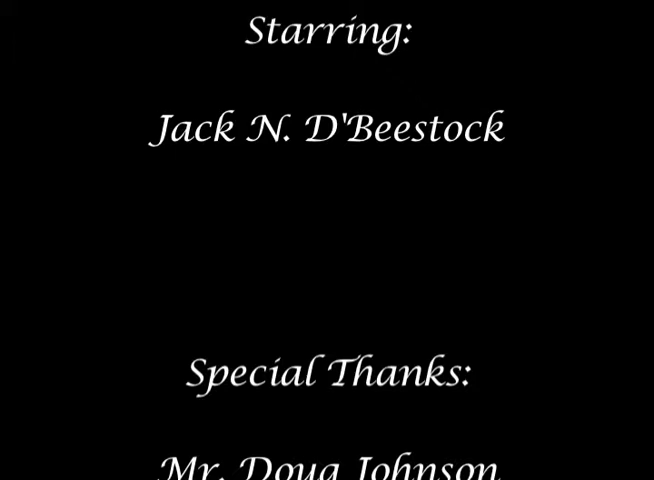 Starring:
Jack N. D'Beestock
Special Thanks:
Mr. Doug Johnson